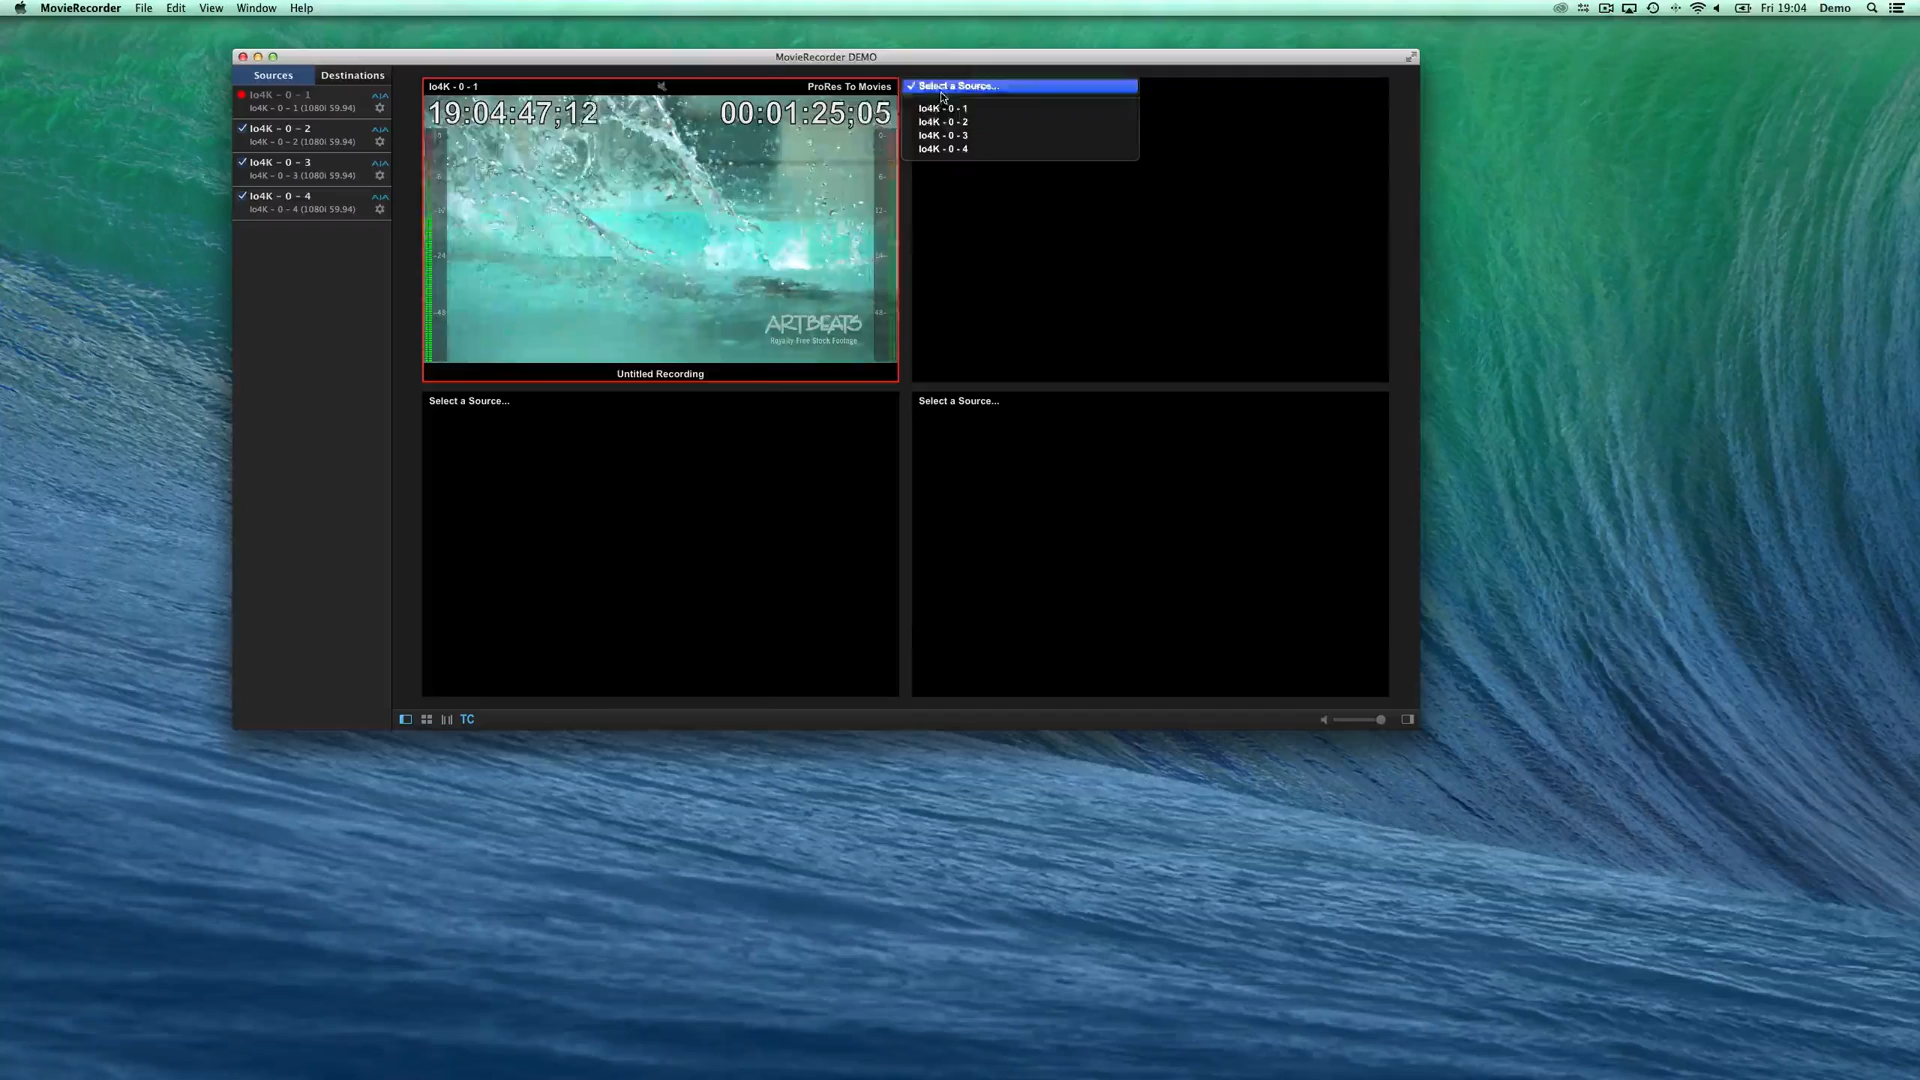 MovieRecorder File Edit View Window Help
Fri 19:04 Demo
MovieRecorder DEMO
Sources Destinations
Io4K - 0 - 1
Io4K - 0 - 1 (1080i 59.94)
Io4K - 0 - 2
Io4K - 0 - 2 (1080i 59.94)
Io4K - 0 - 3
Io4K - 0 - 3 (1080i 59.94)
Io4K - 0 - 4
Io4K - 0 - 4 (1080i 59.94)
Io4K - 0 - 1 ProRes To Movies
19:04:47;12 00:01:25;05
ARTBEATS
Royalty Free Stock Footage
Untitled Recording
Select a Source...
Io4K - 0 - 1
Io4K - 0 - 2
Io4K - 0 - 3
Io4K - 0 - 4
Select a Source...
Select a Source...
TC